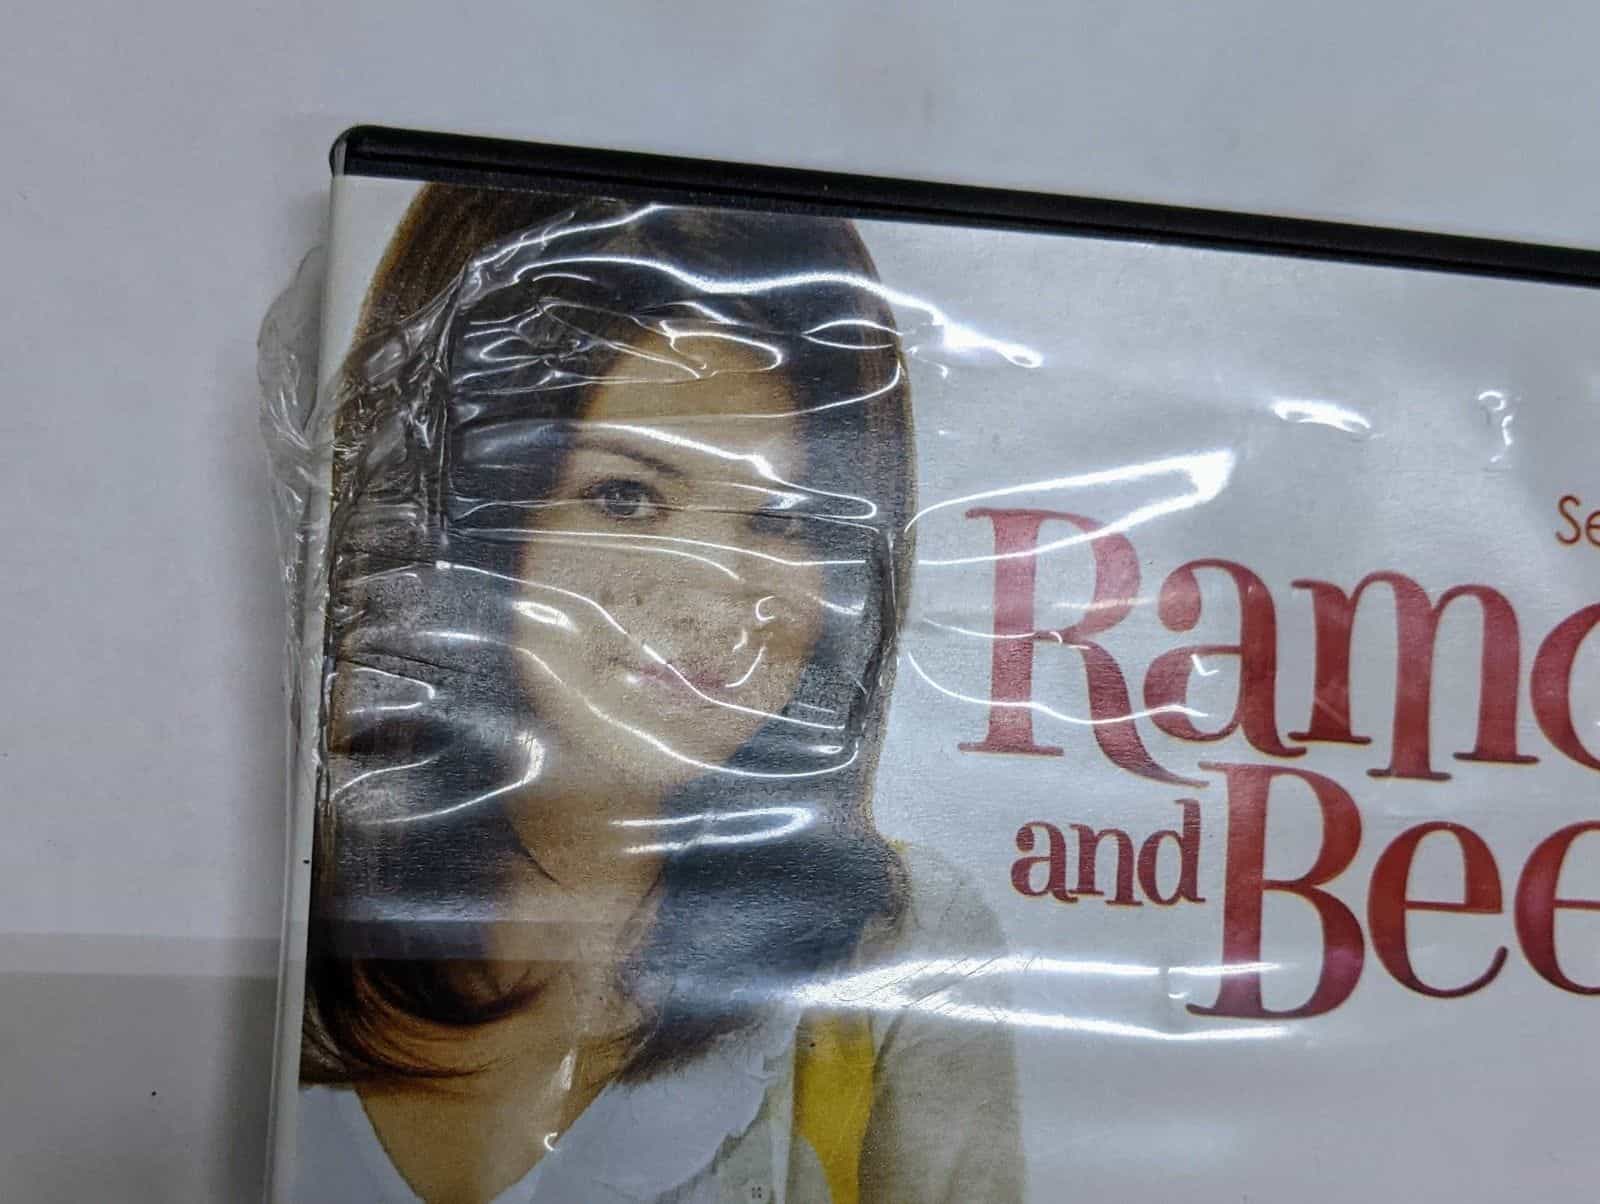 Se
Ramo
and Bee